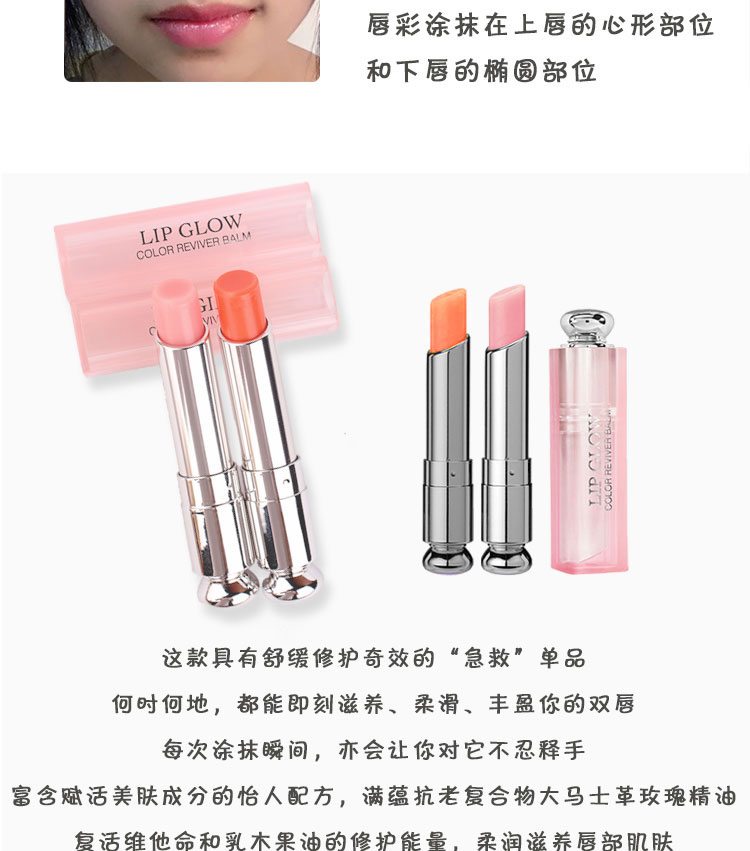 唇彩涂抹在上唇的心形部位
和下唇的椭圆部位
LIP GLOW
COLOR REVIVER BALM
LIP GLOW
COLOR REVIVER BALM
这款具有舒缓修护奇效的“急救”单品
何时何地，都能即刻滋养、柔滑、丰盈你的双唇
每次涂抹瞬间，亦会让你对它不忍释手
富含赋活美肤成分的怡人配方，满蕴抗老复合物大马士革玫瑰精油
复活维他命和乳木果油的修护能量，柔润滋养唇部肌肤